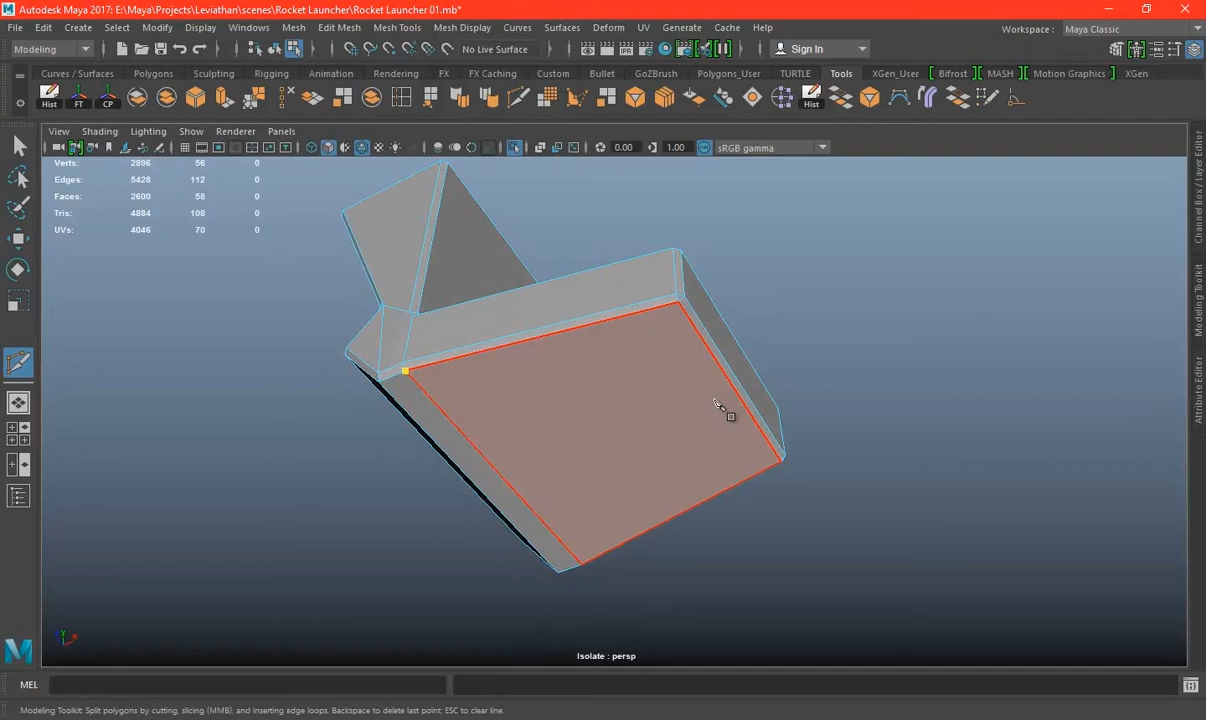 Autodesk Maya 2017: E:\Maya\Projects\Leviathan\scenes\Rocket Launcher\Rocket Launcher 01.mb*
File Edit Create Select Modify Display Windows Mesh Edit Mesh Mesh Tools Mesh Display Curves Surfaces Deform UV Generate Cache Help Workspace : Maya Classic
Modeling No Live Surface Sign In
Curves / Surfaces Polygons Sculpting Rigging Animation Rendering FX FX Caching Custom Bullet GoZBrush Polygons_User TURTLE Tools XGen_User Bifrost MASH Motion Graphics XGen
Hist FT CP Hist
View Shading Lighting Show Renderer Panels
0.00 1.00 sRGB gamma
Verts: 2896 56 0
Edges: 5428 112 0
Faces: 2600 58 0
Tris: 4884 108 0
UVs: 4046 70 0
Channel Box / Layer Editor
Modeling Toolkit
Attribute Editor
Isolate : persp
MEL
Modeling Toolkit: Split polygons by cutting, slicing (MMB), and inserting edge loops. Backspace to delete last point; ESC to clear line.